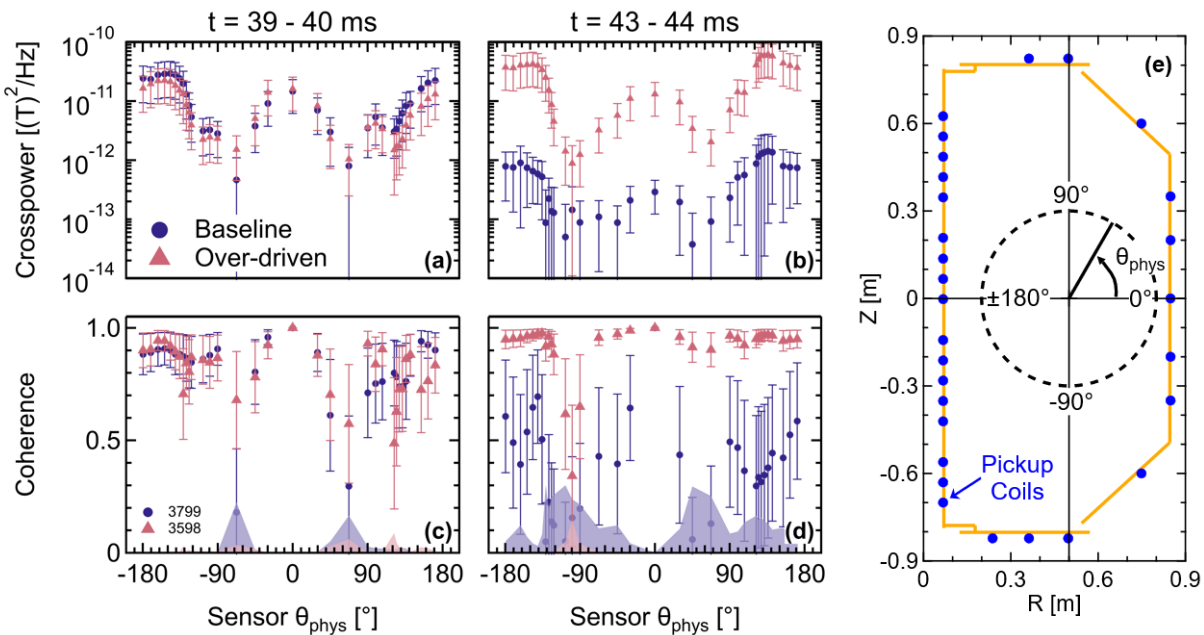 t = 39 - 40 ms
t = 43 - 44 ms
Crosspower [(T)²/Hz]
10⁻¹⁰
10⁻¹¹
10⁻¹²
10⁻¹³
10⁻¹⁴
Baseline
Over-driven
(a)
(b)
Coherence
1.0
0.5
0
3799
3598
(c)
(d)
-180 -90 0 90 180
-180 -90 0 90 180
Sensor θphys [°]
Sensor θphys [°]
(e)
Z [m]
0.9
0.6
0.3
0
-0.3
-0.6
-0.9
90°
θphys
±180°
0°
-90°
Pickup
Coils
0 0.3 0.6 0.9
R [m]